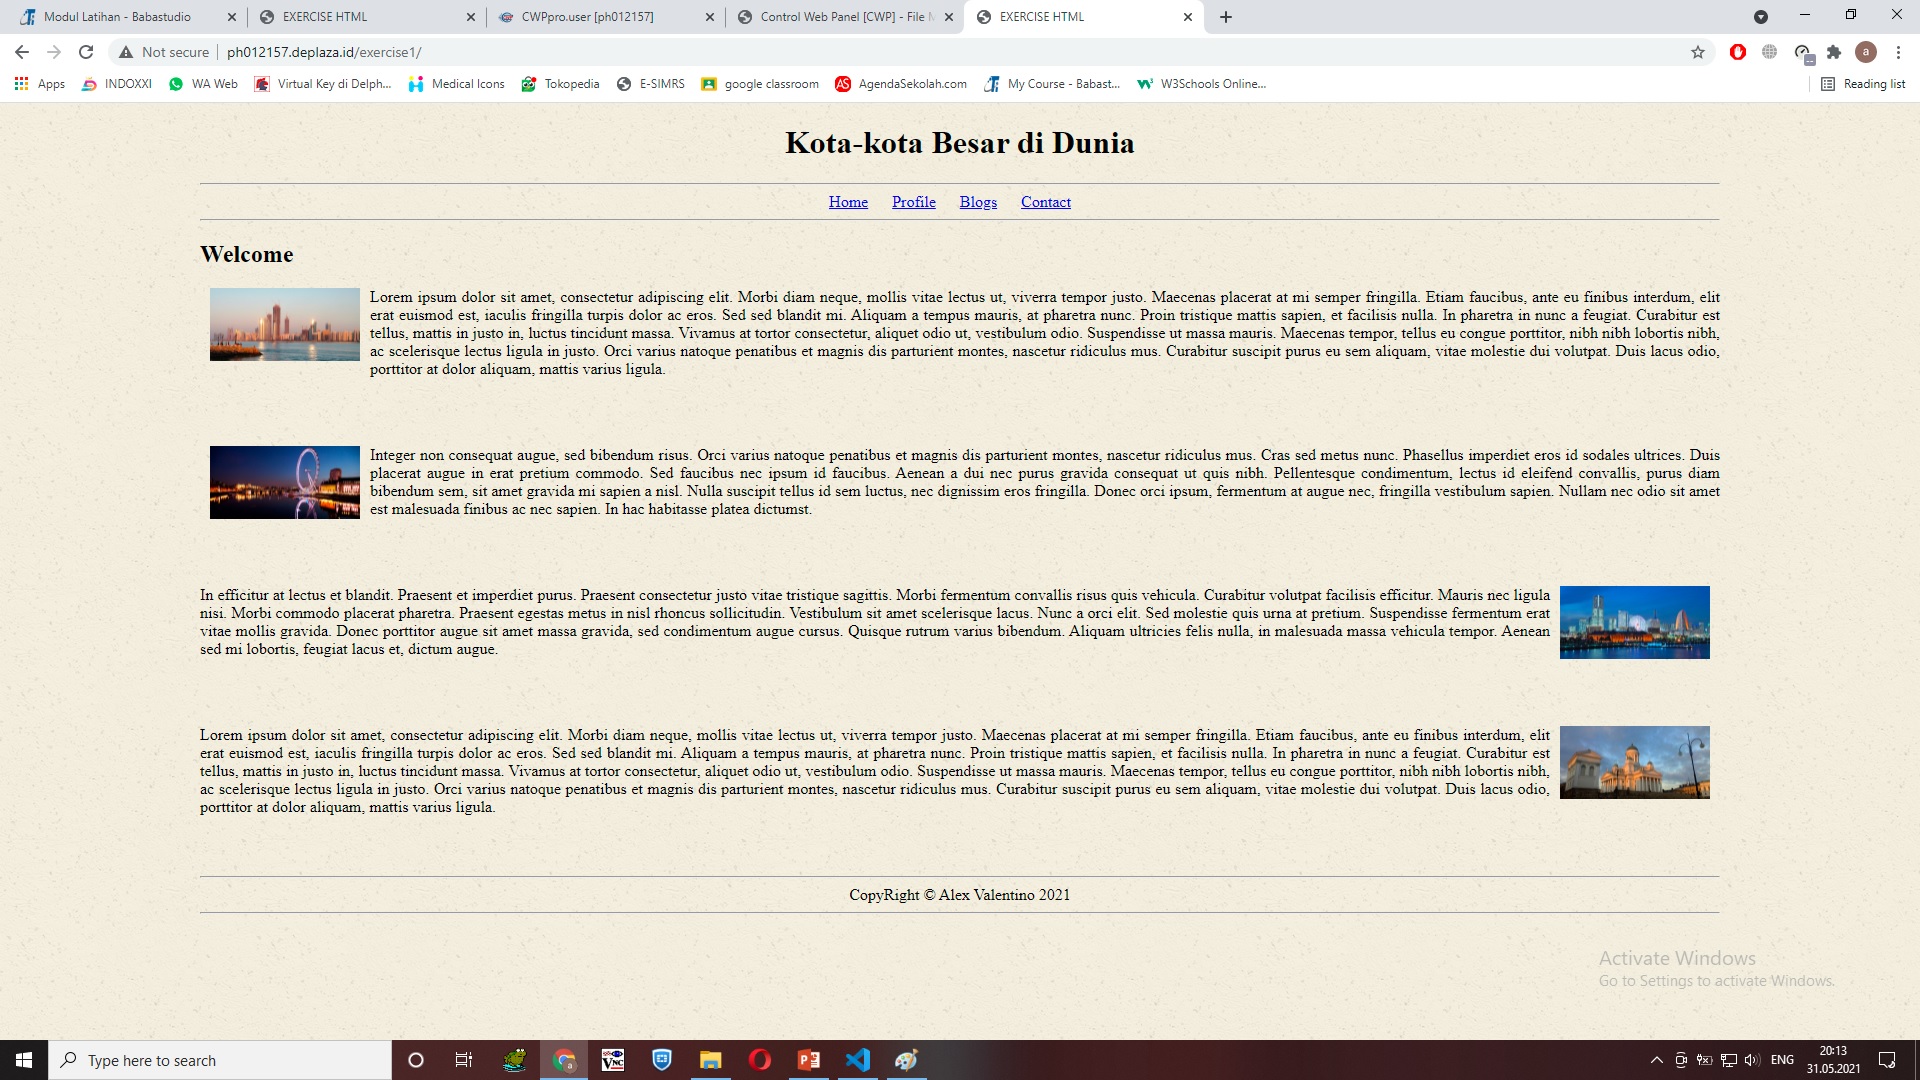 Modul Latihan - Babastudio
EXERCISE HTML
CWPpro.user [ph012157]
Control Web Panel [CWP] - File
EXERCISE HTML
Not secure
ph012157.deplaza.id/exercise1/
Apps
INDOXXI
WA Web
Virtual Key di Delph...
Medical Icons
Tokopedia
E-SIMRS
google classroom
AS
AgendaSekolah.com
My Course - Babast...
W3Schools Online...
Reading list
Kota-kota Besar di Dunia
Home Profile Blogs Contact
Welcome
Lorem ipsum dolor sit amet, consectetur adipiscing elit. Morbi diam neque, mollis vitae lectus ut, viverra tempor justo. Maecenas placerat at mi semper fringilla. Etiam faucibus, ante eu finibus interdum, elit
erat euismod est, iaculis fringilla turpis dolor ac eros. Sed sed blandit mi. Aliquam a tempus mauris, at pharetra nunc. Proin tristique mattis sapien, et facilisis nulla. In pharetra in nunc a feugiat. Curabitur est
tellus, mattis in justo in, luctus tincidunt massa. Vivamus at tortor consectetur, aliquet odio ut, vestibulum odio. Suspendisse ut massa mauris. Maecenas tempor, tellus eu congue porttitor, nibh nibh lobortis nibh,
ac scelerisque lectus ligula in justo. Orci varius natoque penatibus et magnis dis parturient montes, nascetur ridiculus mus. Curabitur suscipit purus eu sem aliquam, vitae molestie dui volutpat. Duis lacus odio,
porttitor at dolor aliquam, mattis varius ligula.
Integer non consequat augue, sed bibendum risus. Orci varius natoque penatibus et magnis dis parturient montes, nascetur ridiculus mus. Cras sed metus nunc. Phasellus imperdiet eros id sodales ultrices. Duis
placerat augue in erat pretium commodo. Sed faucibus nec ipsum id faucibus. Aenean a dui nec purus gravida consequat ut quis nibh. Pellentesque condimentum, lectus id eleifend convallis, purus diam
bibendum sem, sit amet gravida mi sapien a nisl. Nulla suscipit tellus id sem luctus, nec dignissim eros fringilla. Donec orci ipsum, fermentum at augue nec, fringilla vestibulum sapien. Nullam nec odio sit amet
est malesuada finibus ac nec sapien. In hac habitasse platea dictumst.
In efficitur at lectus et blandit. Praesent et imperdiet purus. Praesent consectetur justo vitae tristique sagittis. Morbi fermentum convallis risus quis vehicula. Curabitur volutpat facilisis efficitur. Mauris nec ligula
nisi. Morbi commodo placerat pharetra. Praesent egestas metus in nisl rhoncus sollicitudin. Vestibulum sit amet scelerisque lacus. Nunc a orci elit. Sed molestie quis urna at pretium. Suspendisse fermentum erat
vitae mollis gravida. Donec porttitor augue sit amet massa gravida, sed condimentum augue cursus. Quisque rutrum varius bibendum. Aliquam ultricies felis nulla, in malesuada massa vehicula tempor. Aenean
sed mi lobortis, feugiat lacus et, dictum augue.
Lorem ipsum dolor sit amet, consectetur adipiscing elit. Morbi diam neque, mollis vitae lectus ut, viverra tempor justo. Maecenas placerat at mi semper fringilla. Etiam faucibus, ante eu finibus interdum, elit
erat euismod est, iaculis fringilla turpis dolor ac eros. Sed sed blandit mi. Aliquam a tempus mauris, at pharetra nunc. Proin tristique mattis sapien, et facilisis nulla. In pharetra in nunc a feugiat. Curabitur est
tellus, mattis in justo in, luctus tincidunt massa. Vivamus at tortor consectetur, aliquet odio ut, vestibulum odio. Suspendisse ut massa mauris. Maecenas tempor, tellus eu congue porttitor, nibh nibh lobortis nibh,
ac scelerisque lectus ligula in justo. Orci varius natoque penatibus et magnis dis parturient montes, nascetur ridiculus mus. Curabitur suscipit purus eu sem aliquam, vitae molestie dui volutpat. Duis lacus odio,
porttitor at dolor aliquam, mattis varius ligula.
CopyRight © Alex Valentino 2021
Activate Windows
Go to Settings to activate Windows.
Type here to search
ENG
20:13
31.05.2021